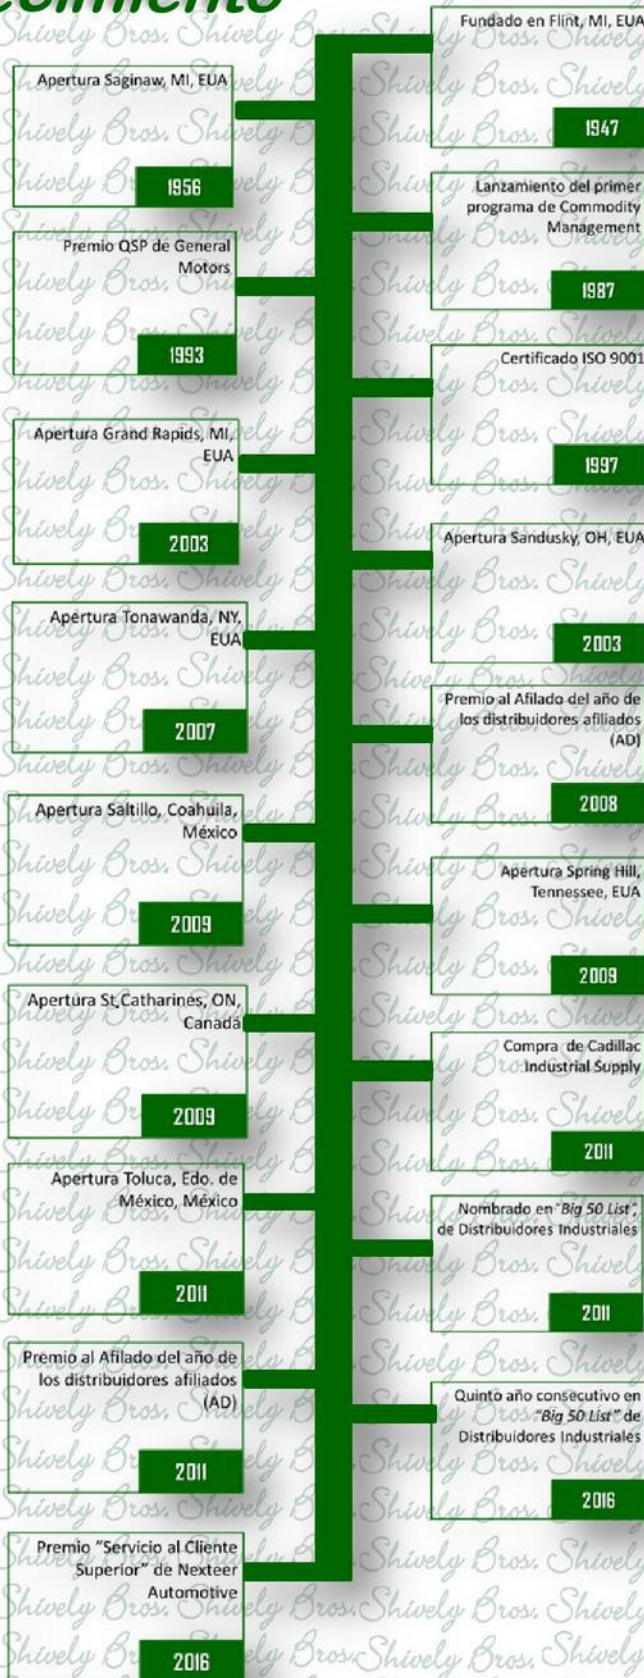 ecimiento
Fundado en Flint, MI, EUA
1947
Apertura Saginaw, MI, EUA
1956
Lanzamiento del primer
programa de Commodity
Management
1987
Premio QSP de General
Motors
1993
Certificado ISO 9001
1997
Apertura Grand Rapids, MI,
EUA
2003
Apertura Sandusky, OH, EUA
2003
Apertura Tonawanda, NY,
EUA
2007
Premio al Afilado del año de
los distribuidores afiliados
(AD)
2008
Apertura Saltillo, Coahuila,
México
2009
Apertura Spring Hill,
Tennessee, EUA
2009
Apertura St,Catharines, ON,
Canadá
2009
Compra de Cadillac
Industrial Supply
2011
Apertura Toluca, Edo. de
México, México
2011
Nombrado en "Big 50 List",
de Distribuidores Industriales
2011
Premio al Afilado del año de
los distribuidores afiliados
(AD)
2011
Quinto año consecutivo en
"Big 50 List" de
Distribuidores Industriales
2016
Premio "Servicio al Cliente
Superior" de Nexteer
Automotive
2016
Shively Bros.